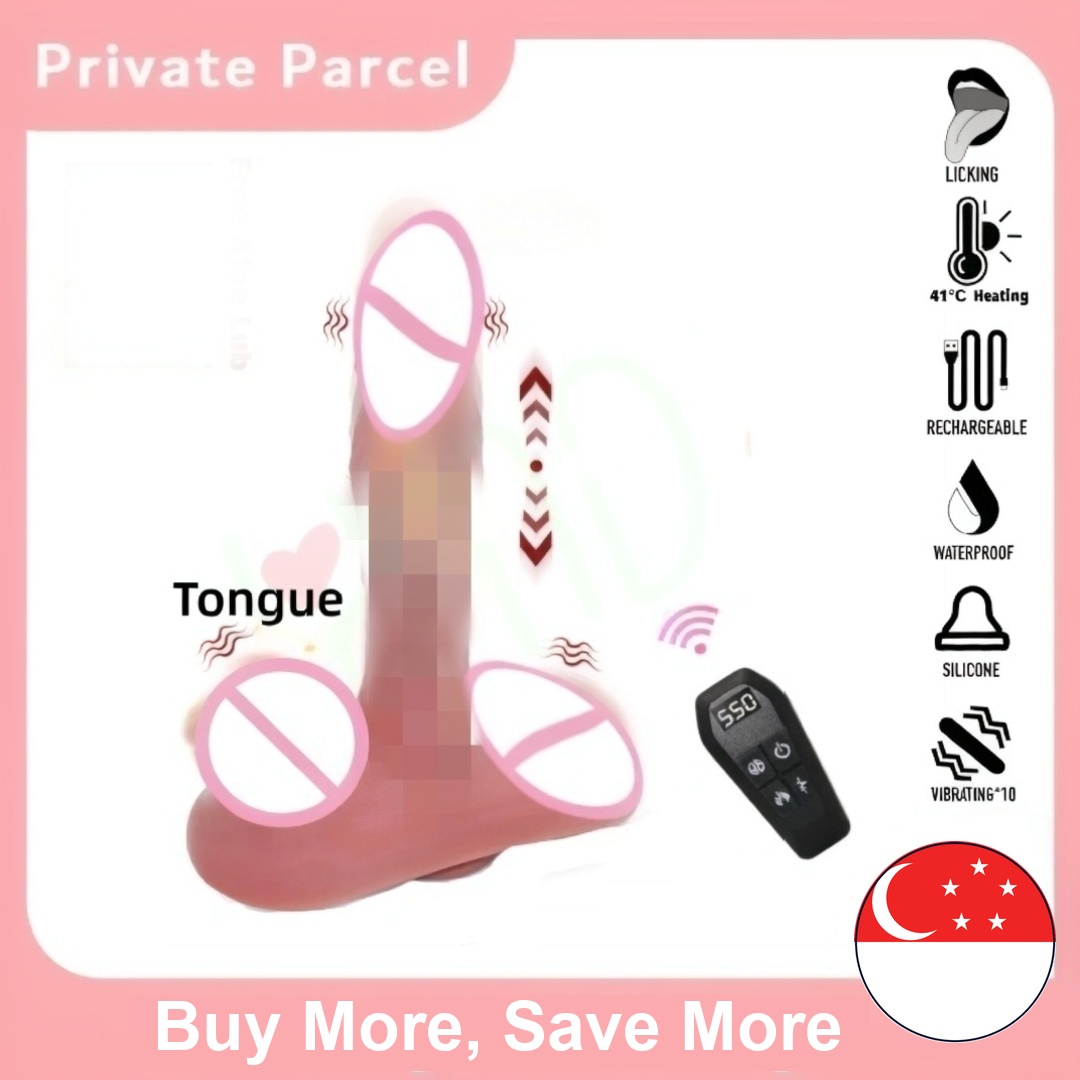 Private Parcel
LICKING
41°C Heating
RECHARGEABLE
WATERPROOF
SILICONE
VIBRATING*10
Tongue
550
Buy More, Save More